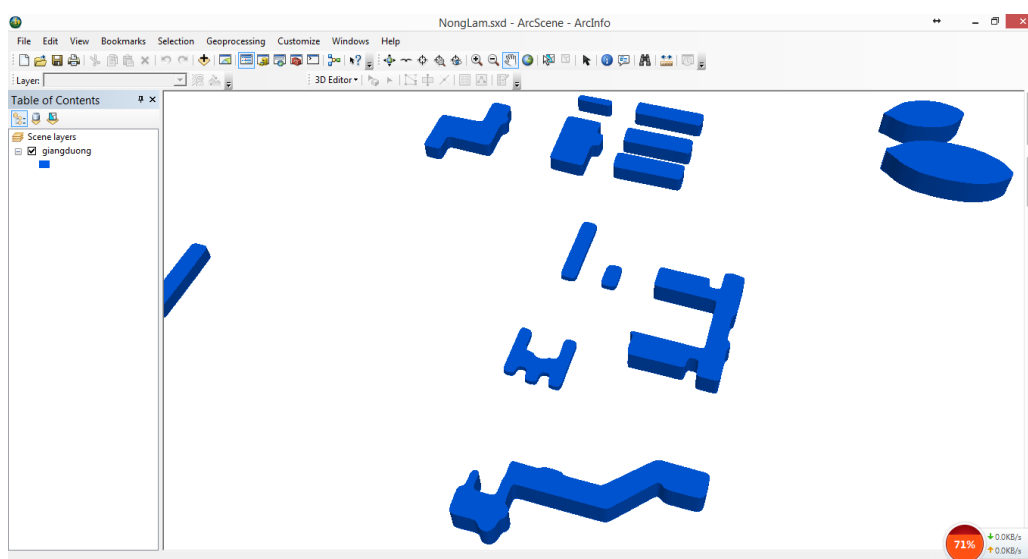 NongLam.sxd - ArcScene - ArcInfo
File Edit View Bookmarks Selection Geoprocessing Customize Windows Help
Layer: 3D Editor
Table of Contents
Scene layers
giangduong
71% 0.0KB/s
0.0KB/s